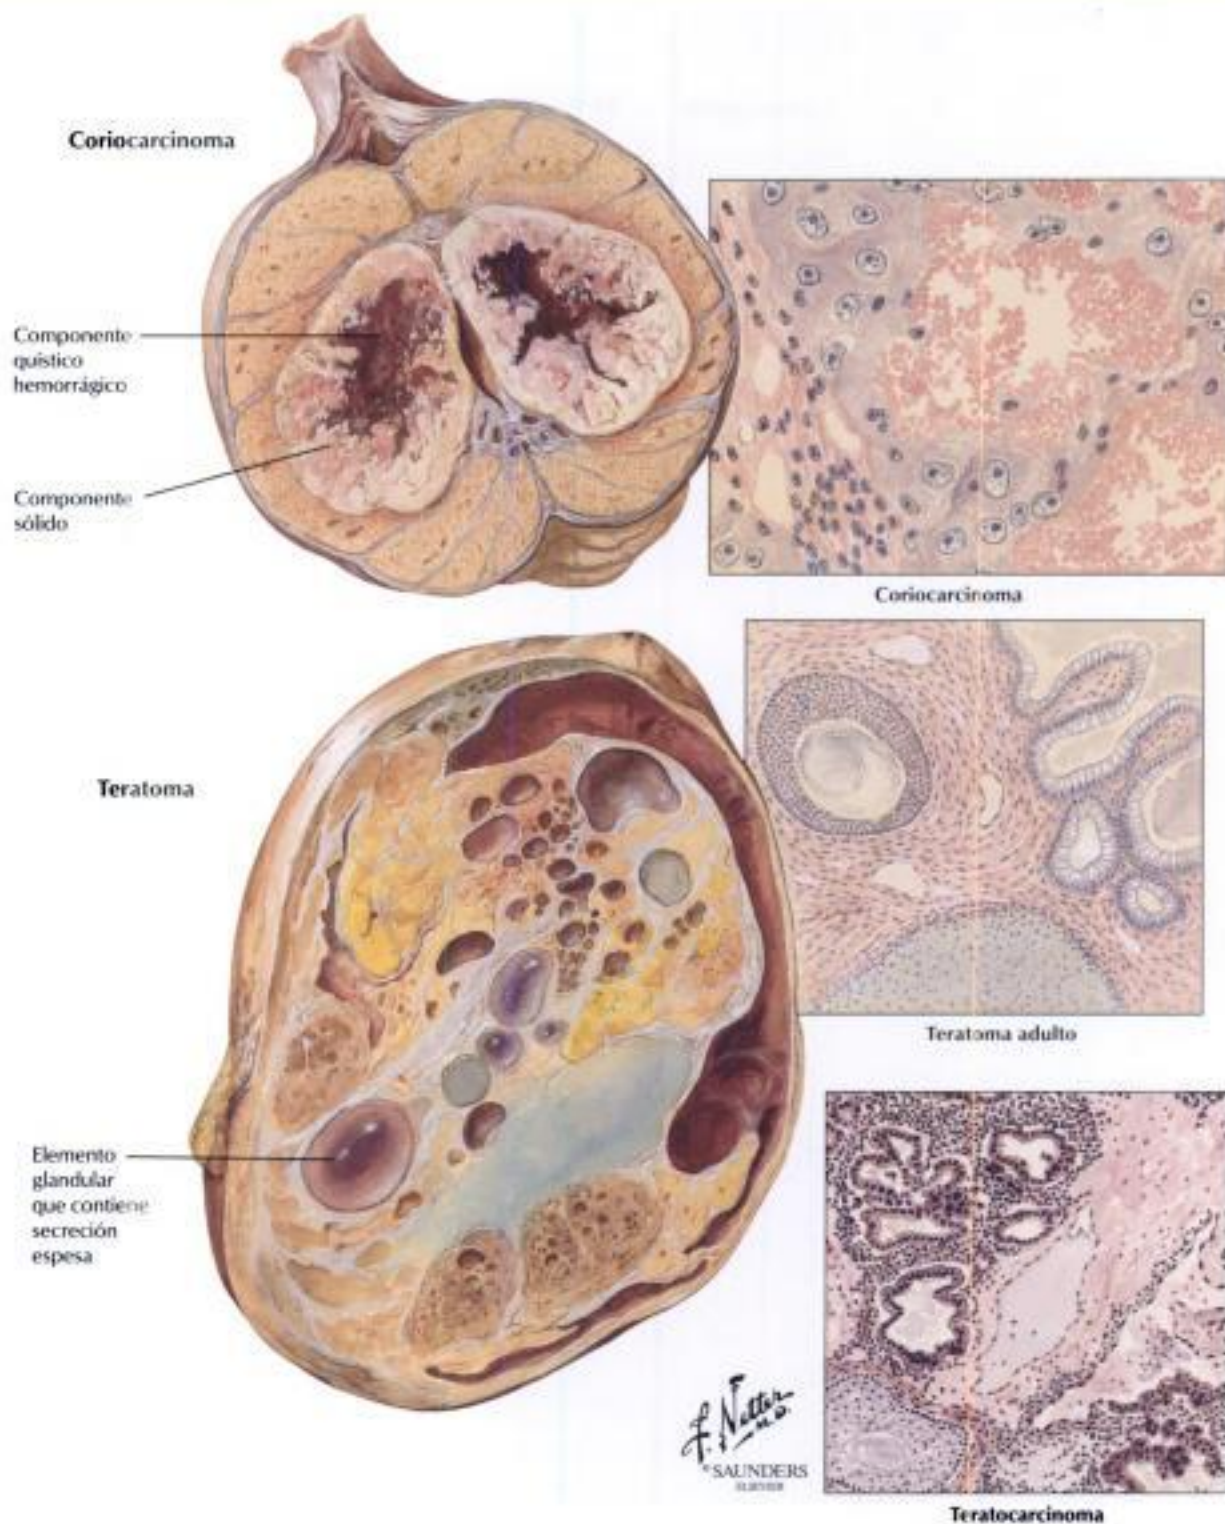 Coriocarcinoma
Componente
quístico
hemorrágico
Componente
sólido
Coriocarcinoma
Teratoma
Teratoma adulto
Elemento
glandular
que contiene
secreción
espesa
F. Netter
M.D.
© SAUNDERS
ELSEVIER
Teratocarcinoma